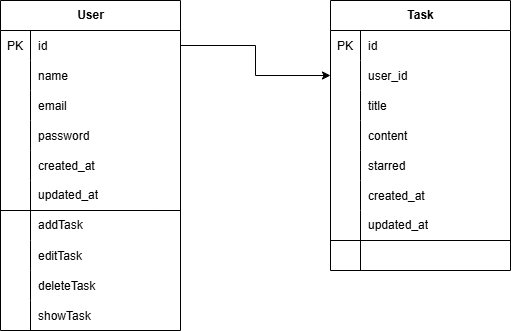 User
PK id
name
email
password
created_at
updated_at
addTask
editTask
deleteTask
showTask
Task
PK id
user_id
title
content
starred
created_at
updated_at